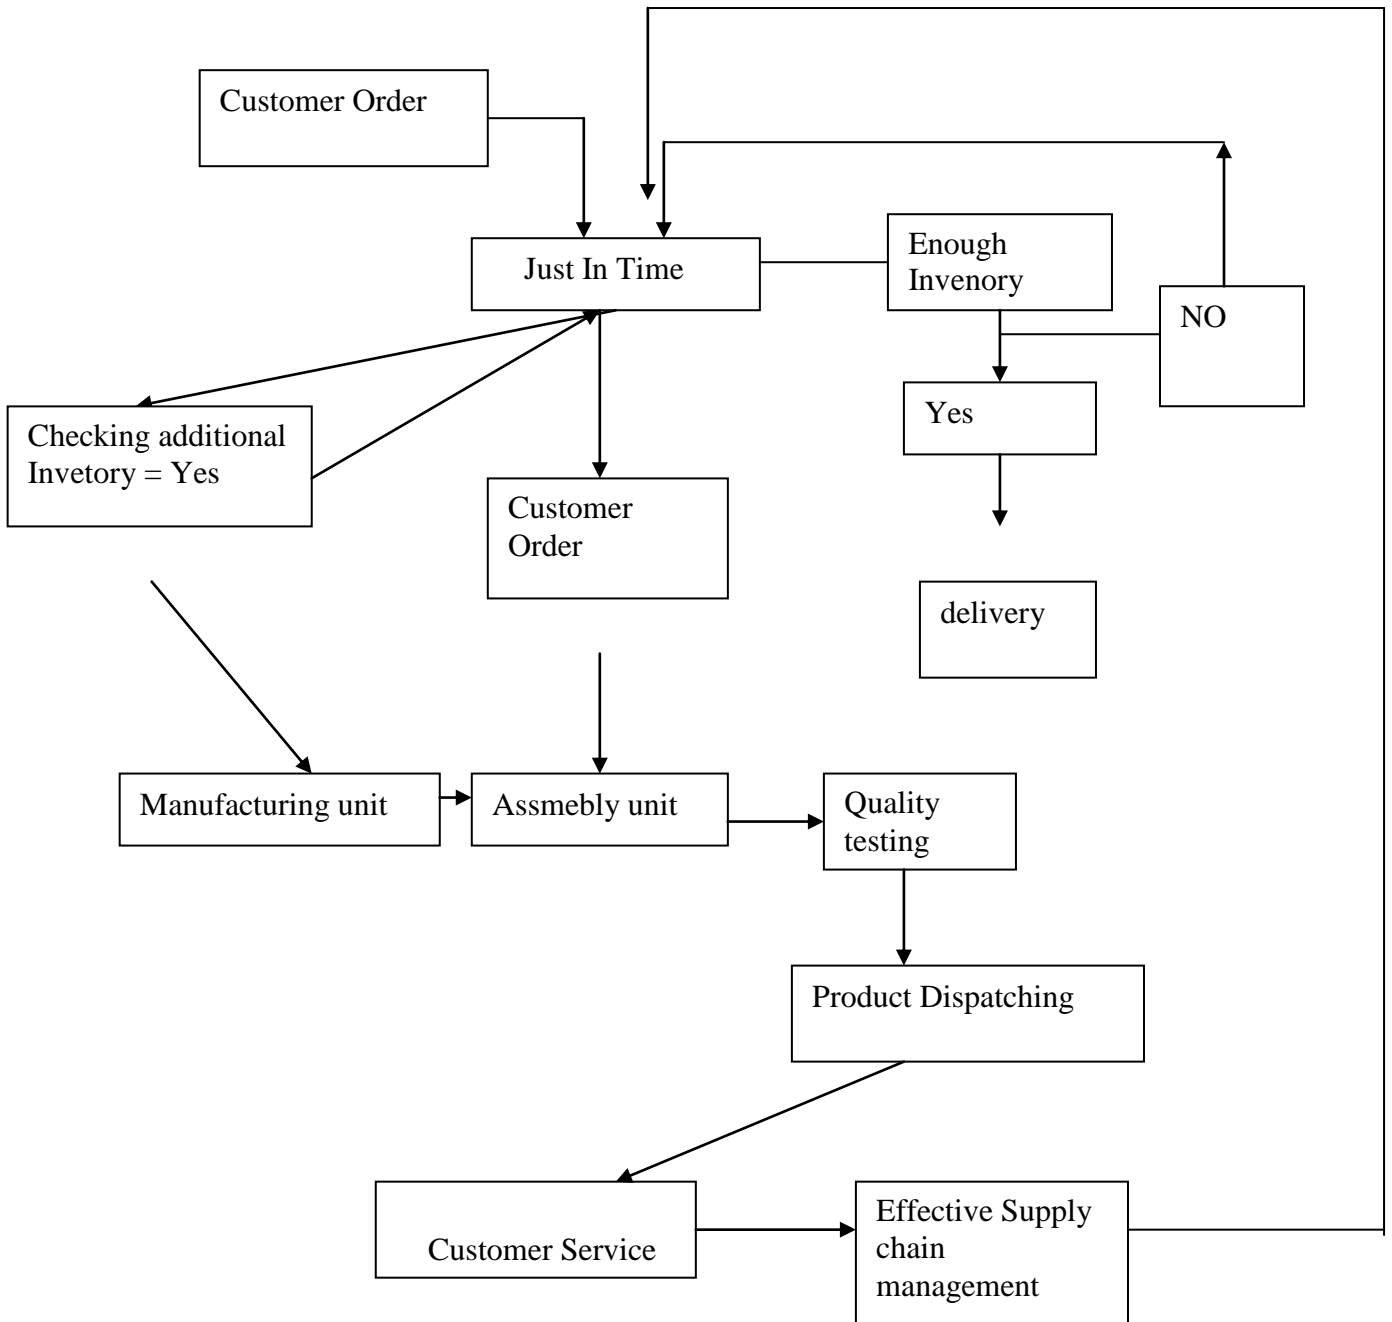 Customer Order
Just In Time
Enough
Invenory
NO
Yes
Checking additional
Invetory = Yes
Customer
Order
delivery
Manufacturing unit
Assmebly unit
Quality
testing
Product Dispatching
Customer Service
Effective Supply
chain
management